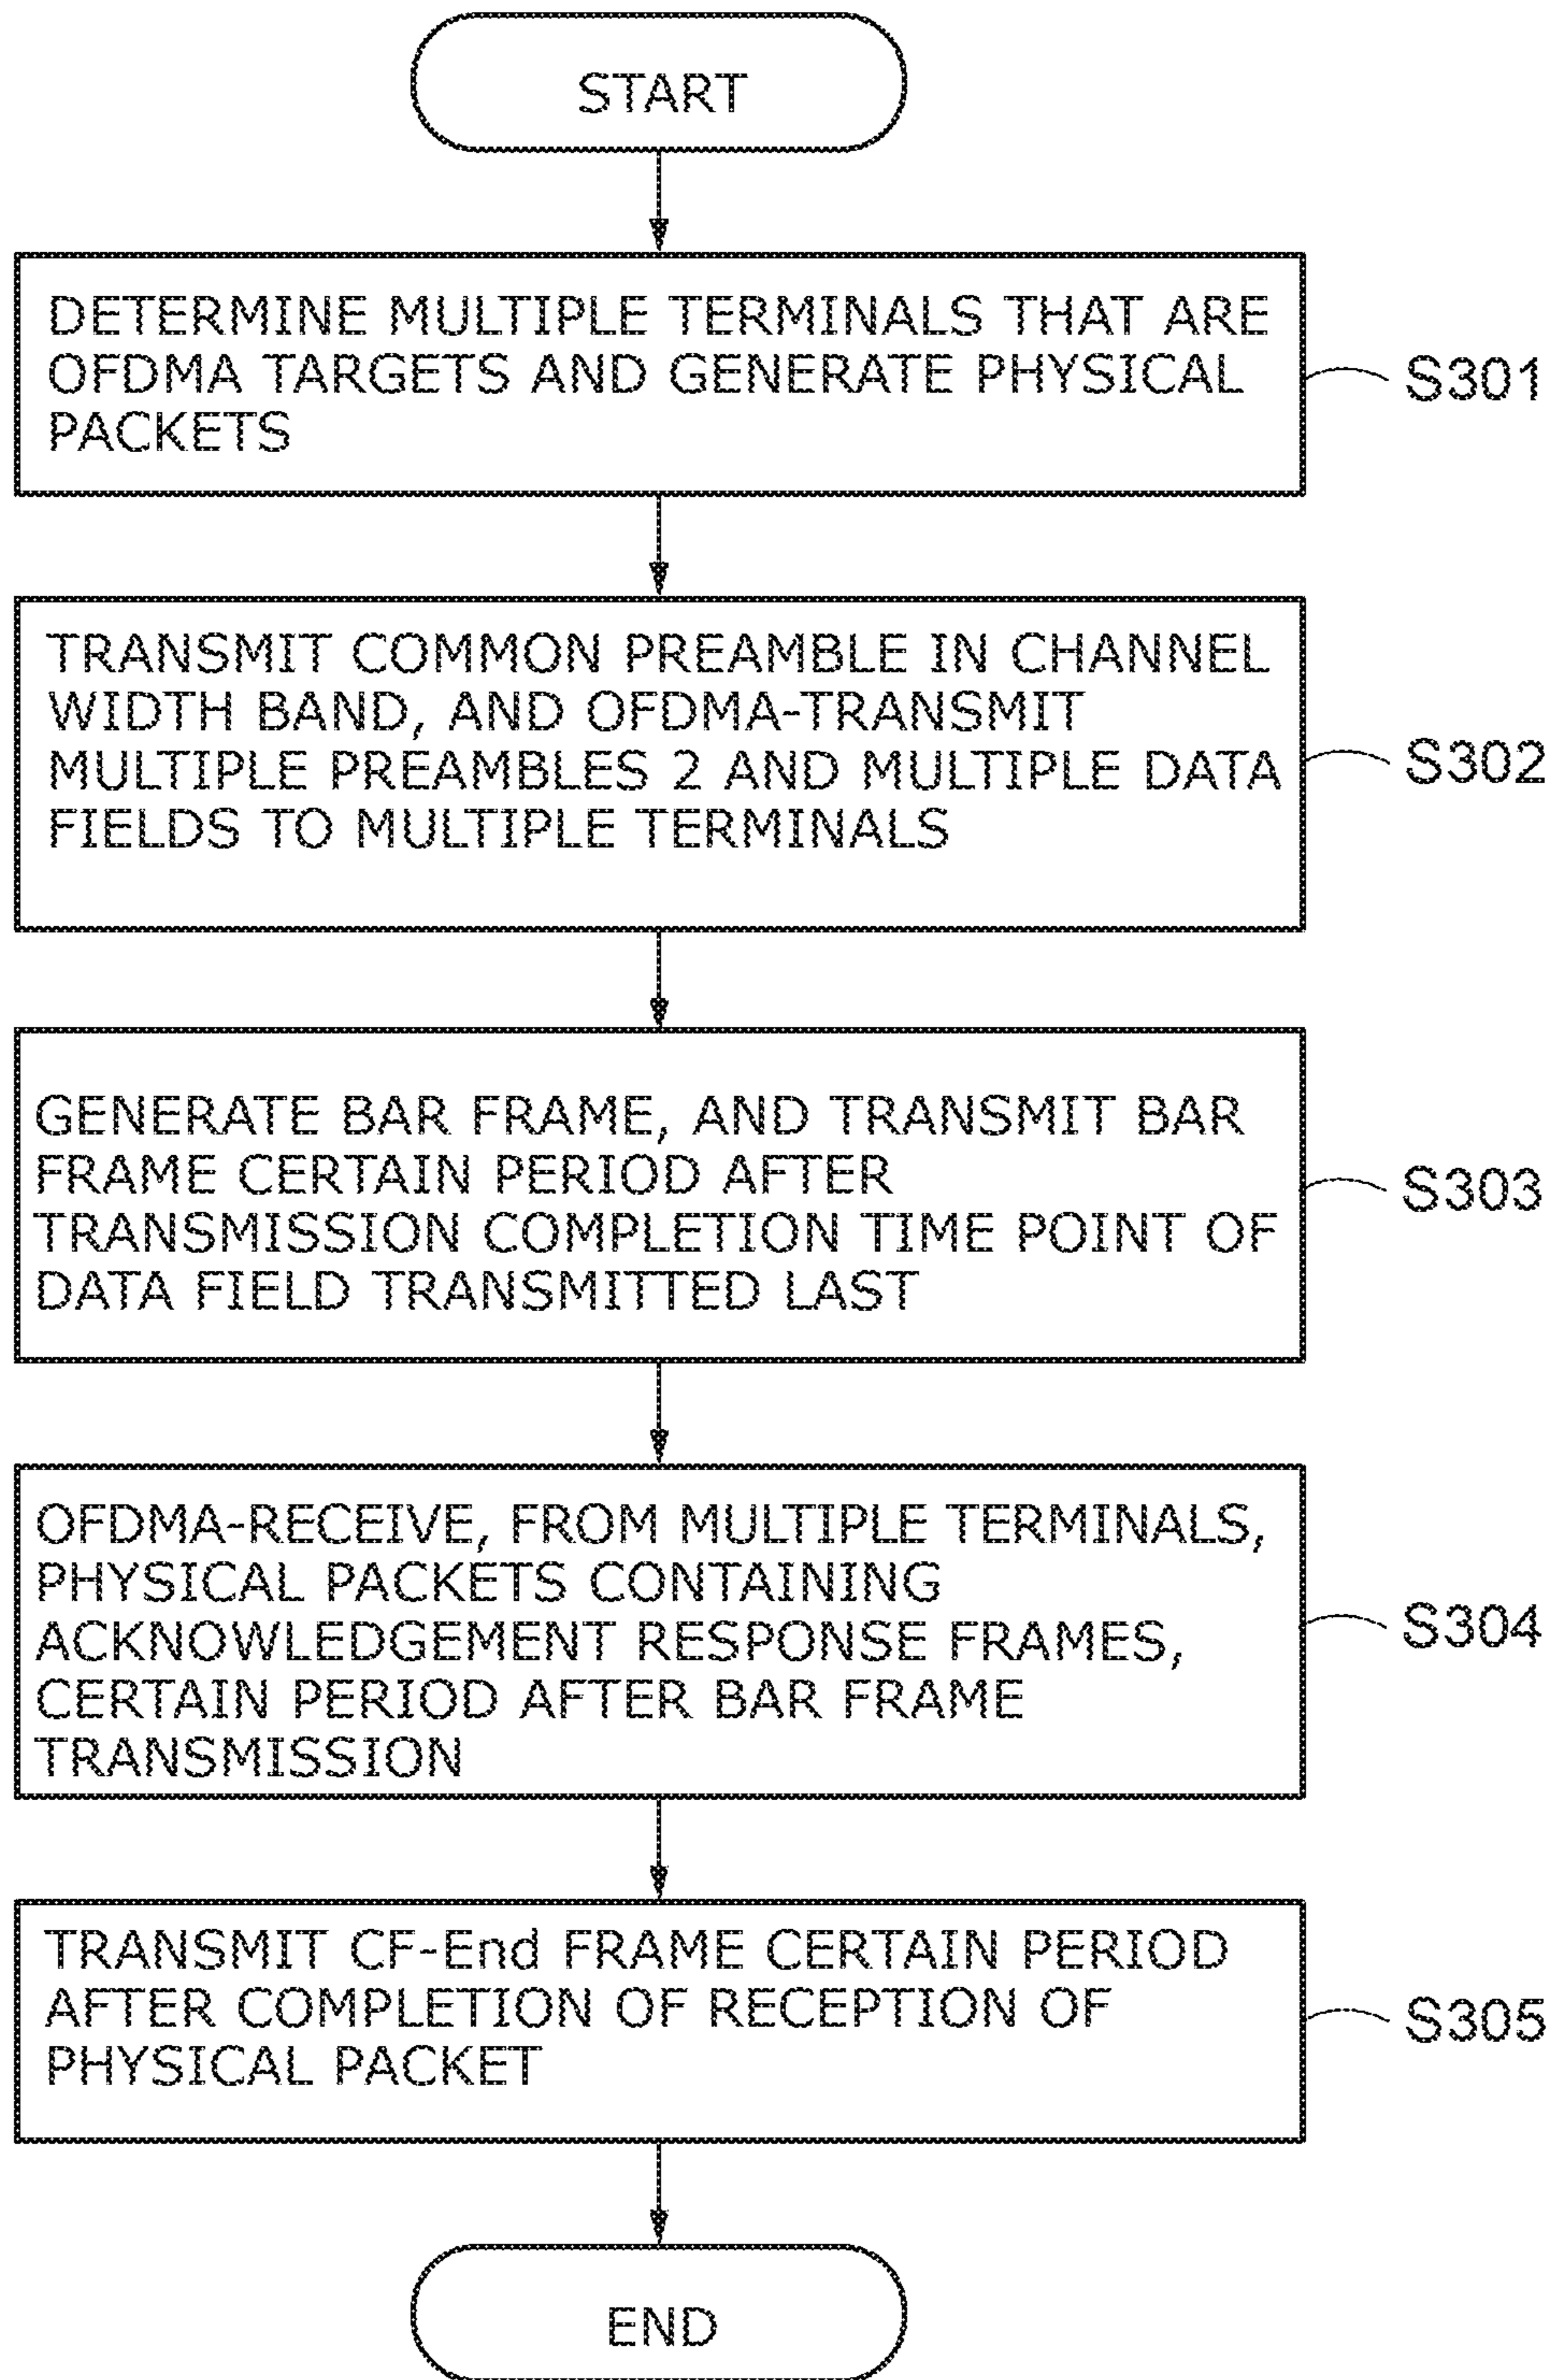 START
DETERMINE MULTIPLE TERMINALS THAT ARE
OFDMA TARGETS AND GENERATE PHYSICAL
PACKETS
S301
TRANSMIT COMMON PREAMBLE IN CHANNEL
WIDTH BAND, AND OFDMA-TRANSMIT
MULTIPLE PREAMBLES 2 AND MULTIPLE DATA
FIELDS TO MULTIPLE TERMINALS
S302
GENERATE BAR FRAME, AND TRANSMIT BAR
FRAME CERTAIN PERIOD AFTER
TRANSMISSION COMPLETION TIME POINT OF
DATA FIELD TRANSMITTED LAST
S303
OFDMA-RECEIVE, FROM MULTIPLE TERMINALS,
PHYSICAL PACKETS CONTAINING
ACKNOWLEDGEMENT RESPONSE FRAMES,
CERTAIN PERIOD AFTER BAR FRAME
TRANSMISSION
S304
TRANSMIT CF-End FRAME CERTAIN PERIOD
AFTER COMPLETION OF RECEPTION OF
PHYSICAL PACKET
S305
END